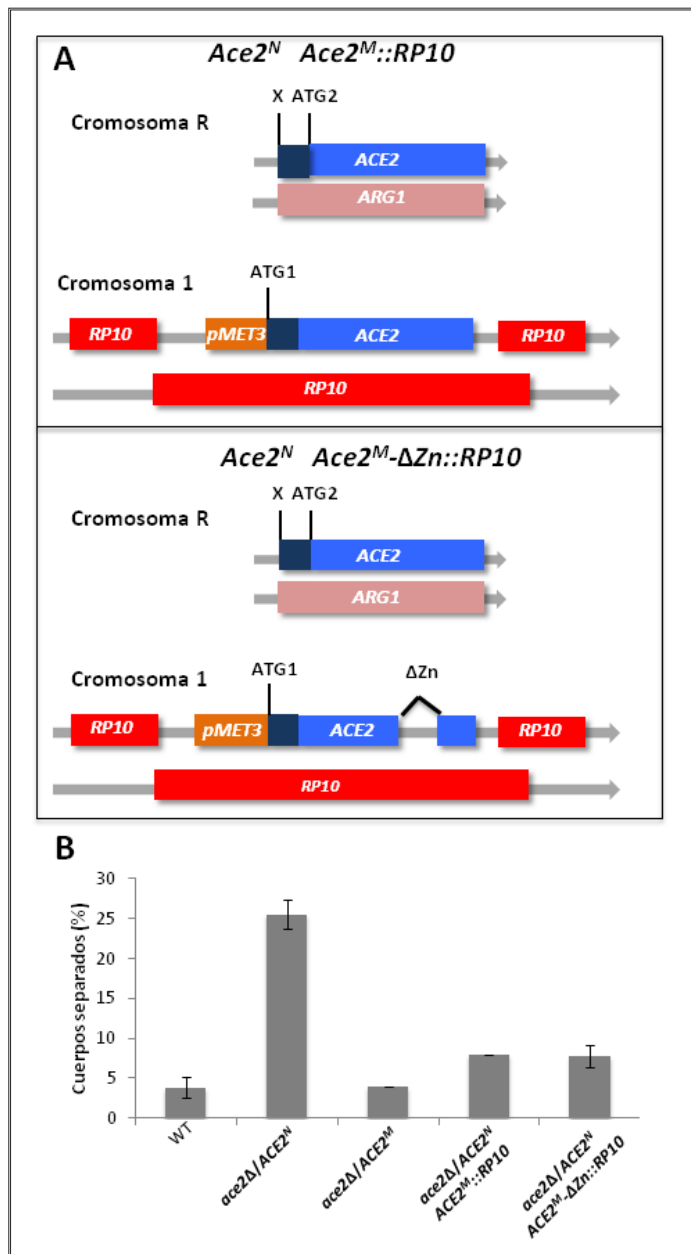 A
Ace2ᴺ Ace2ᴹ::RP10
X ATG2
Cromosoma R
ACE2
ARG1
Cromosoma 1
ATG1
RP10 pMET3 ACE2 RP10
RP10
Ace2ᴺ Ace2ᴹ-ΔZn::RP10
X ATG2
Cromosoma R
ACE2
ARG1
Cromosoma 1
ATG1 ΔZn
RP10 pMET3 ACE2 RP10
RP10
B
Cuerpos separados (%)
30
25
20
15
10
5
0
WT
ace2Δ/ACE2ᴺ
ace2Δ/ACE2ᴹ
ace2Δ/ACE2ᴺ
ACE2ᴹ::RP10
ace2Δ/ACE2ᴺ
ACE2ᴹ-ΔZn::RP10